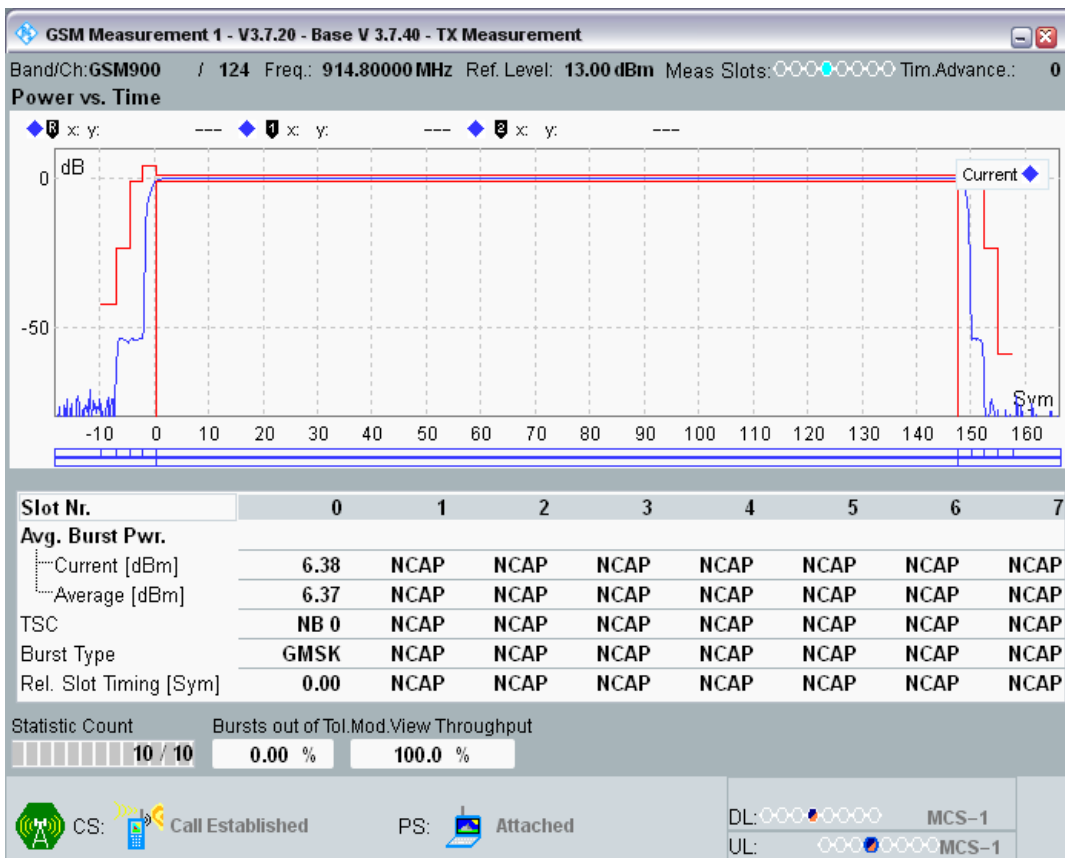 GSM Measurement 1 - V3.7.20 - Base V 3.7.40 - TX Measurement
Band/Ch:GSM900 / 124 Freq.: 914.80000 MHz Ref. Level: 13.00 dBm Meas Slots: Tim.Advance.: 0
Power vs. Time
R x: y: --- 1 x: y: --- 2 x: y: ---
dB
0
Current
-50
Sym
-10 0 10 20 30 40 50 60 70 80 90 100 110 120 130 140 150 160
Slot Nr. 0 1 2 3 4 5 6 7
Avg. Burst Pwr.
Current [dBm] 6.38 NCAP NCAP NCAP NCAP NCAP NCAP NCAP
Average [dBm] 6.37 NCAP NCAP NCAP NCAP NCAP NCAP NCAP
TSC NB 0 NCAP NCAP NCAP NCAP NCAP NCAP NCAP
Burst Type GMSK NCAP NCAP NCAP NCAP NCAP NCAP NCAP
Rel. Slot Timing [Sym] 0.00 NCAP NCAP NCAP NCAP NCAP NCAP NCAP
Statistic Count Bursts out of Tol.Mod.View Throughput
10 / 10 0.00 % 100.0 %
CS: Call Established PS: Attached
DL: MCS-1
UL: MCS-1